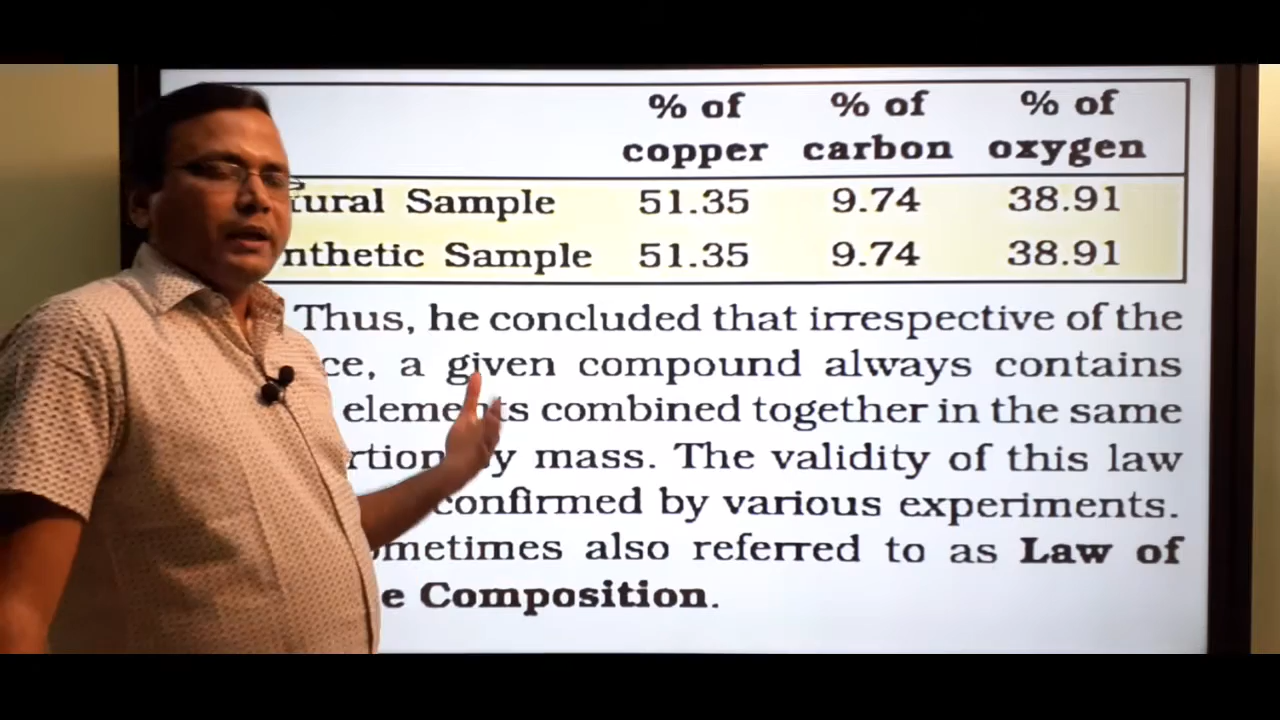 % of % of % of
copper carbon oxygen
tural Sample 51.35 9.74 38.91
nthetic Sample 51.35 9.74 38.91
Thus, he concluded that irrespective of the
ce, a given compound always contains
elements combined together in the same
rtion by mass. The validity of this law
confirmed by various experiments.
ometimes also referred to as Law of
e Composition.